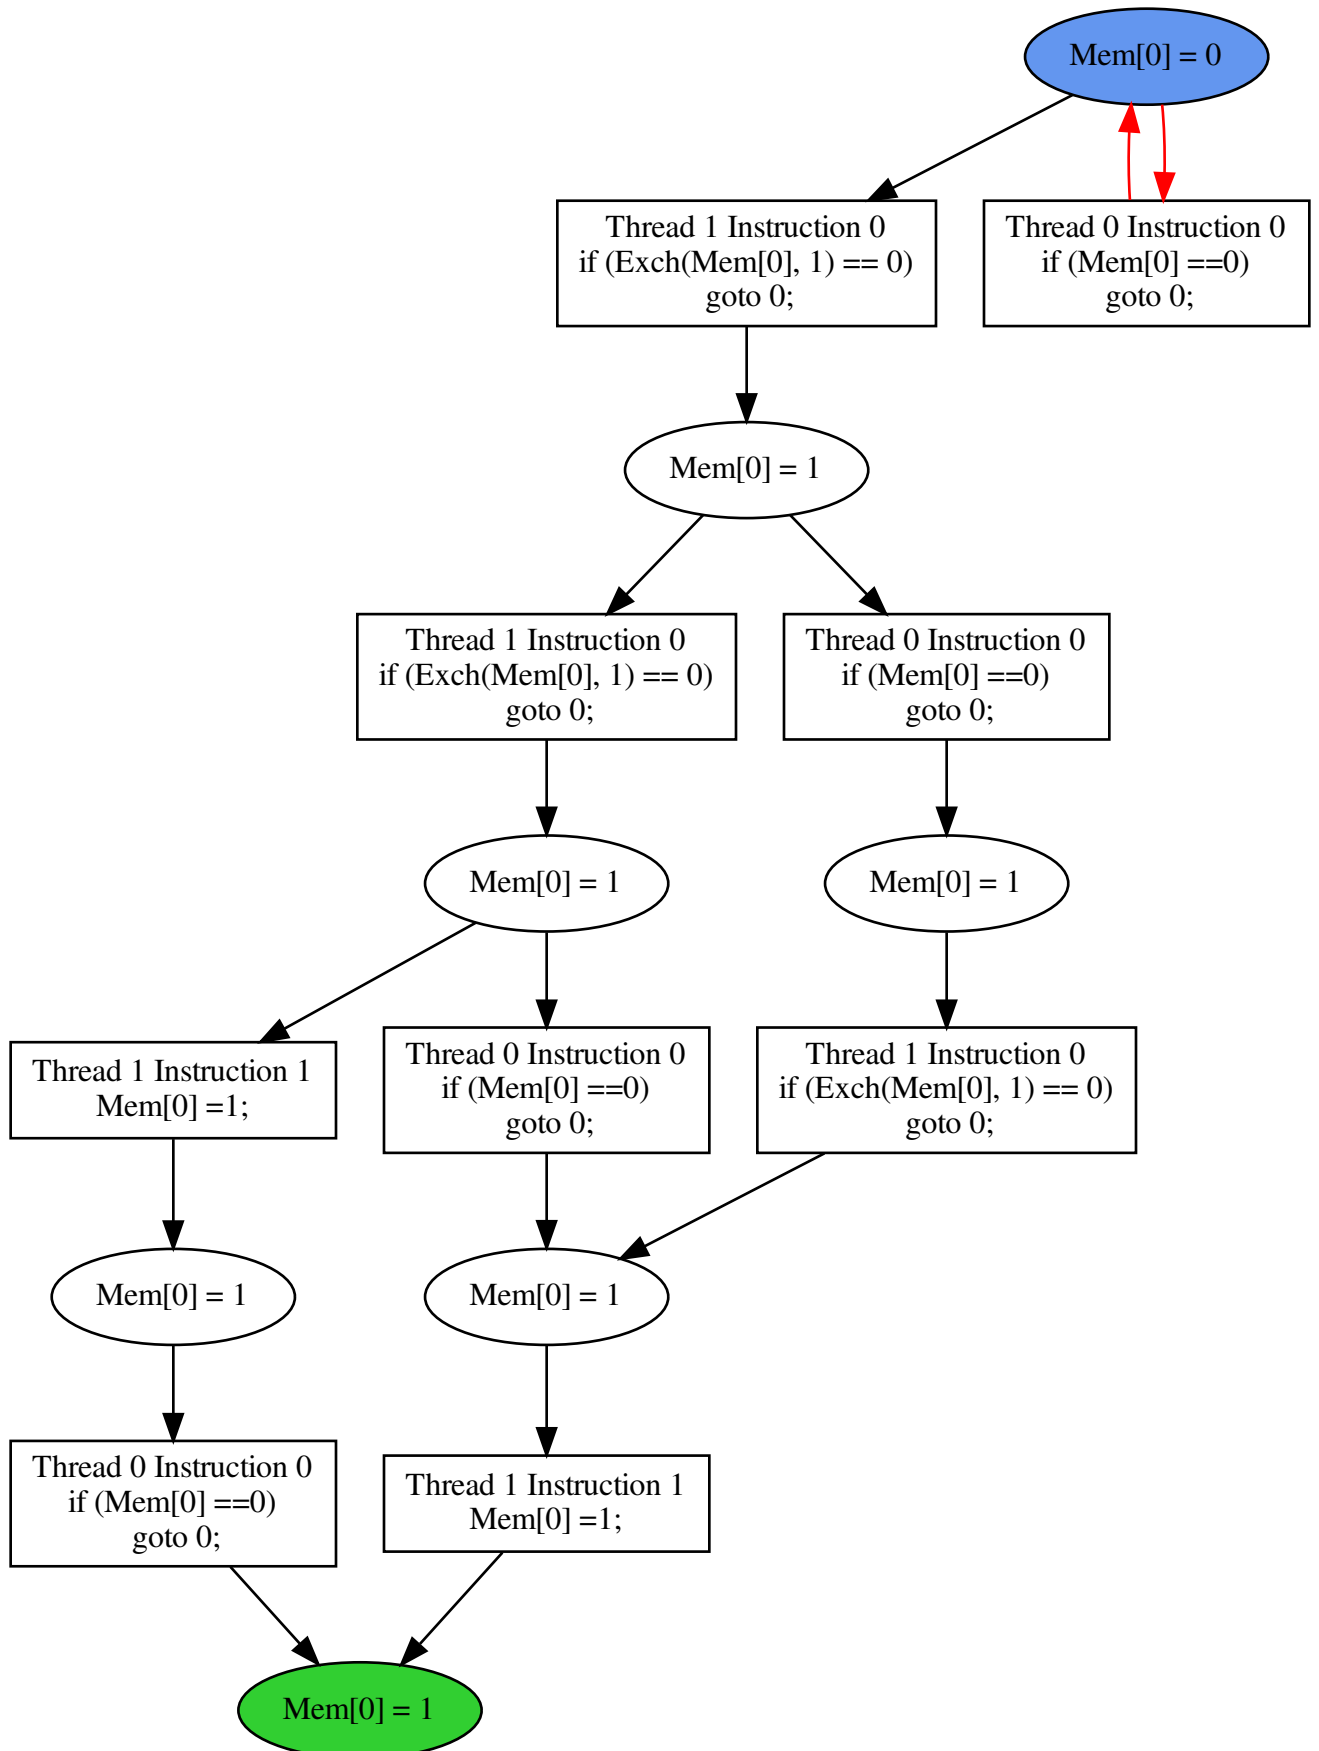 Mem[0] = 0
Thread 1 Instruction 0
if (Exch(Mem[0], 1) == 0)
goto 0;
Thread 0 Instruction 0
if (Mem[0] ==0)
goto 0;
Mem[0] = 1
Thread 1 Instruction 0
if (Exch(Mem[0], 1) == 0)
goto 0;
Thread 0 Instruction 0
if (Mem[0] ==0)
goto 0;
Mem[0] = 1
Mem[0] = 1
Thread 1 Instruction 1
Mem[0] =1;
Thread 0 Instruction 0
if (Mem[0] ==0)
goto 0;
Thread 1 Instruction 0
if (Exch(Mem[0], 1) == 0)
goto 0;
Mem[0] = 1
Mem[0] = 1
Thread 0 Instruction 0
if (Mem[0] ==0)
goto 0;
Thread 1 Instruction 1
Mem[0] =1;
Mem[0] = 1